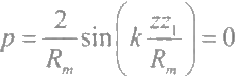 p = \frac{2}{R_m} \sin\left( k \frac{zz_1}{R_m} \right) = 0